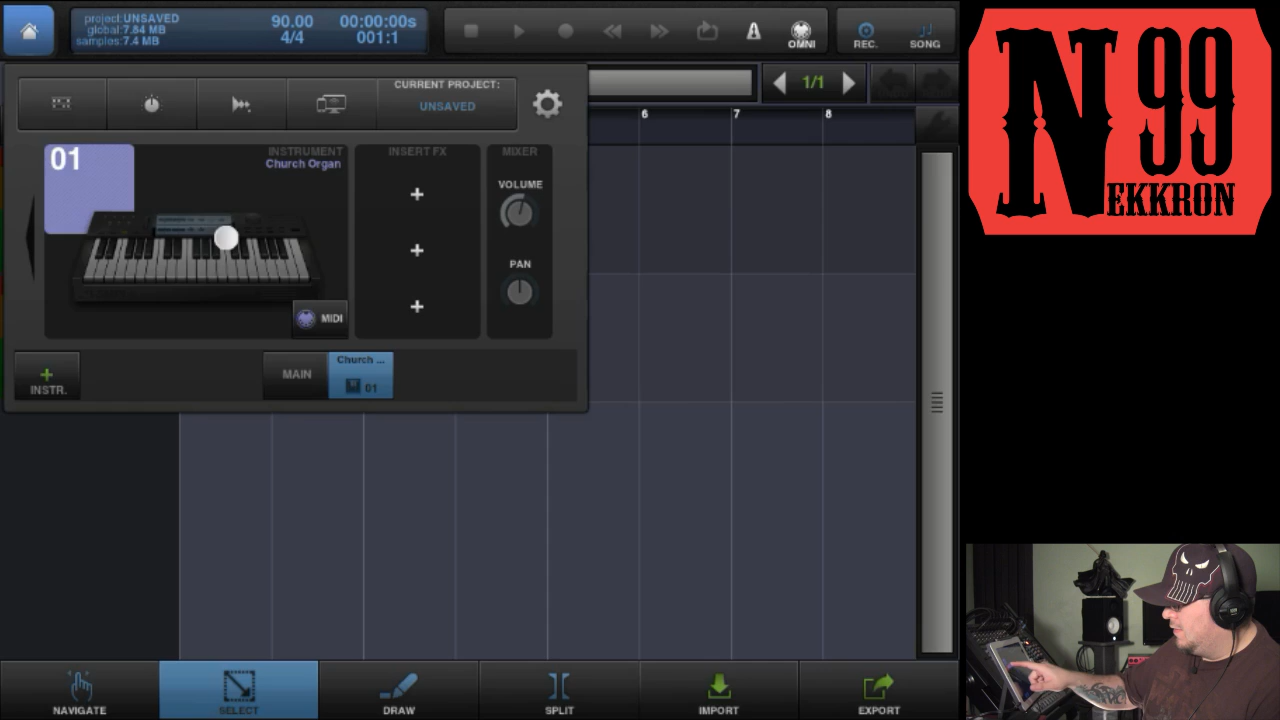 project:UNSAVED
global:7.84 MB
samples:7.4 MB
90.00
4/4
00:00:00s
001:1
OMNI
REC.
SONG
CURRENT PROJECT:
UNSAVED
1/1
6
7
8
01
INSTRUMENT
Church Organ
INSERT FX
MIXER
VOLUME
PAN
MIDI
+
+
+
+
INSTR.
MAIN
Church ...
01
NAVIGATE
SELECT
DRAW
SPLIT
IMPORT
EXPORT
N99
NEKKRON